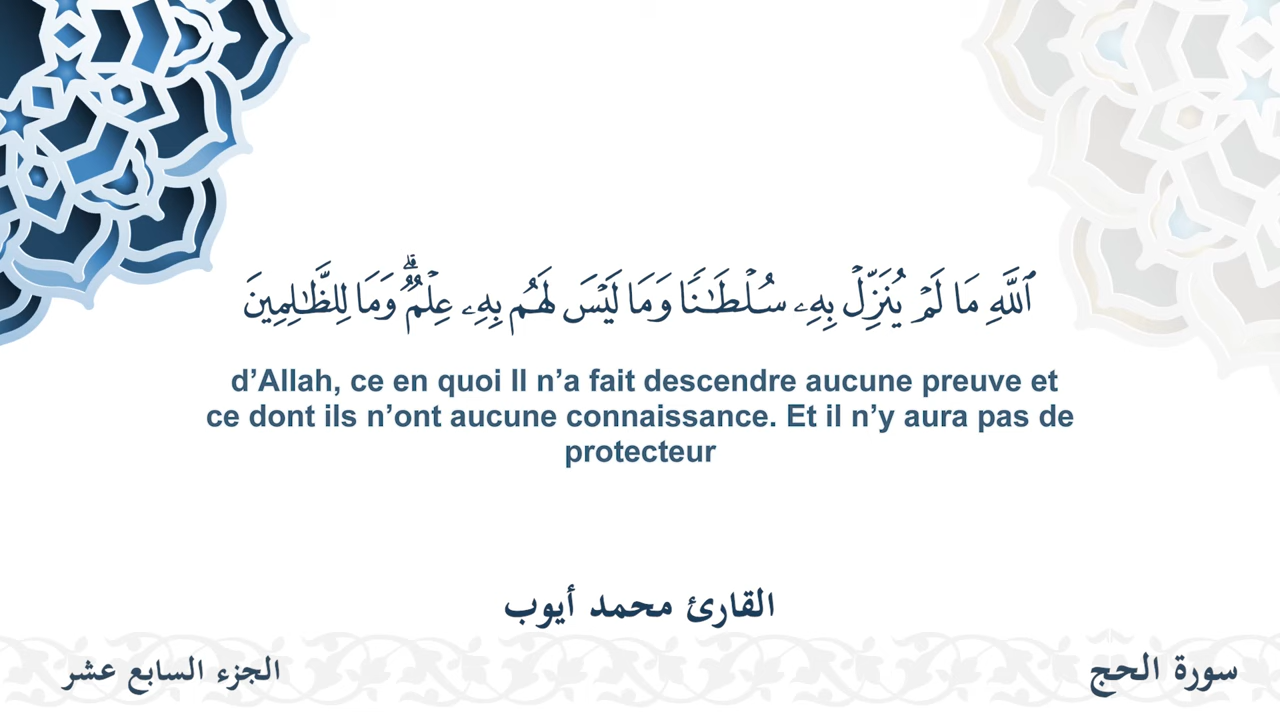 ٱللَّهِ مَا لَمْ يُنَزِّلْ بِهِۦ سُلْطَـٰنًا وَمَا لَيْسَ لَهُم بِهِۦ عِلْمٌ ۗ وَمَا لِلظَّـٰلِمِينَ
d’Allah, ce en quoi Il n’a fait descendre aucune preuve et
ce dont ils n’ont aucune connaissance. Et il n’y aura pas de
protecteur
القارئ محمد أيوب
سورة الحج
الجزء السابع عشر